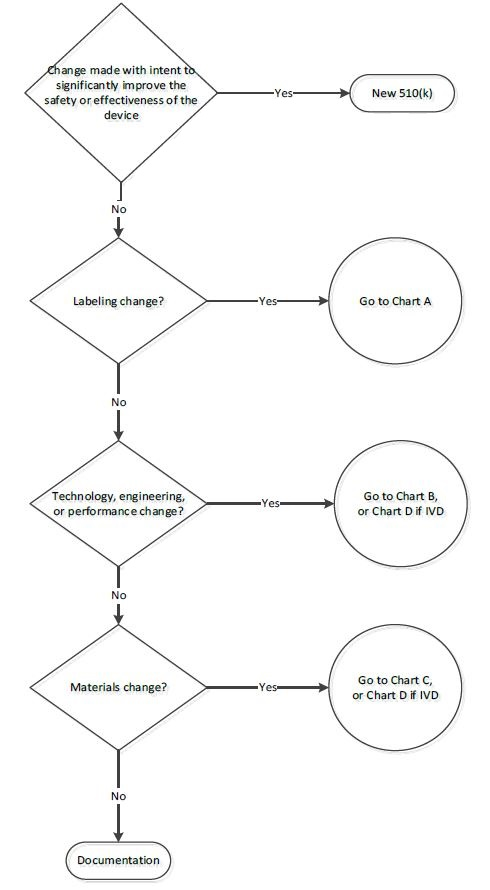 Change made with intent to
significantly improve the
safety or effectiveness of the
device
Yes
New 510(k)
No
Labeling change?
Yes
Go to Chart A
No
Technology, engineering,
or performance change?
Yes
Go to Chart B,
or Chart D if IVD
No
Materials change?
Yes
Go to Chart C,
or Chart D if IVD
No
Documentation